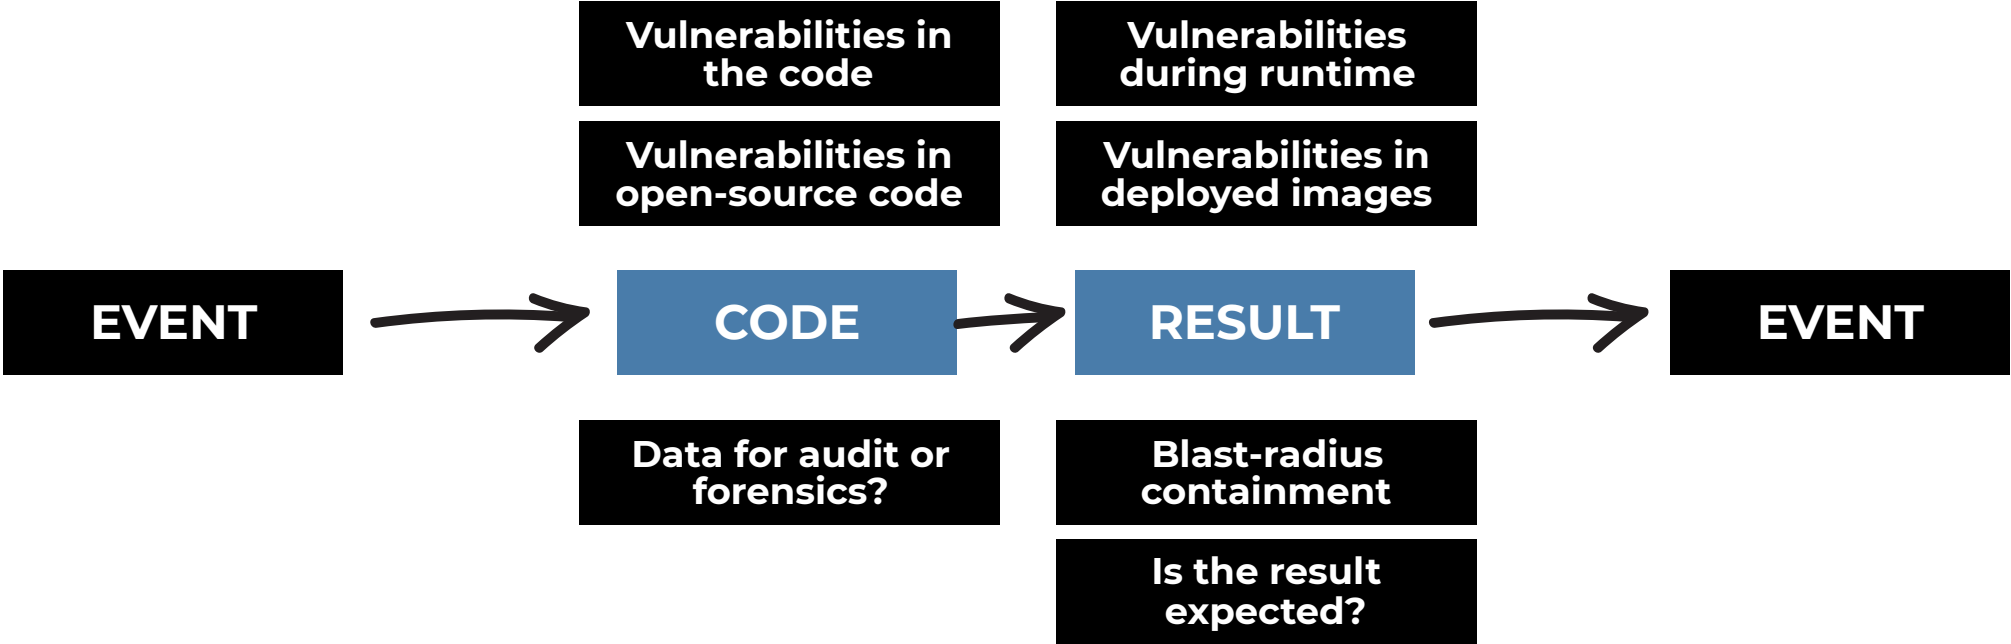 Vulnerabilities in
the code
Vulnerabilities
during runtime
Vulnerabilities in
open-source code
Vulnerabilities in
deployed images
EVENT
CODE
RESULT
EVENT
Data for audit or
forensics?
Blast-radius
containment
Is the result
expected?